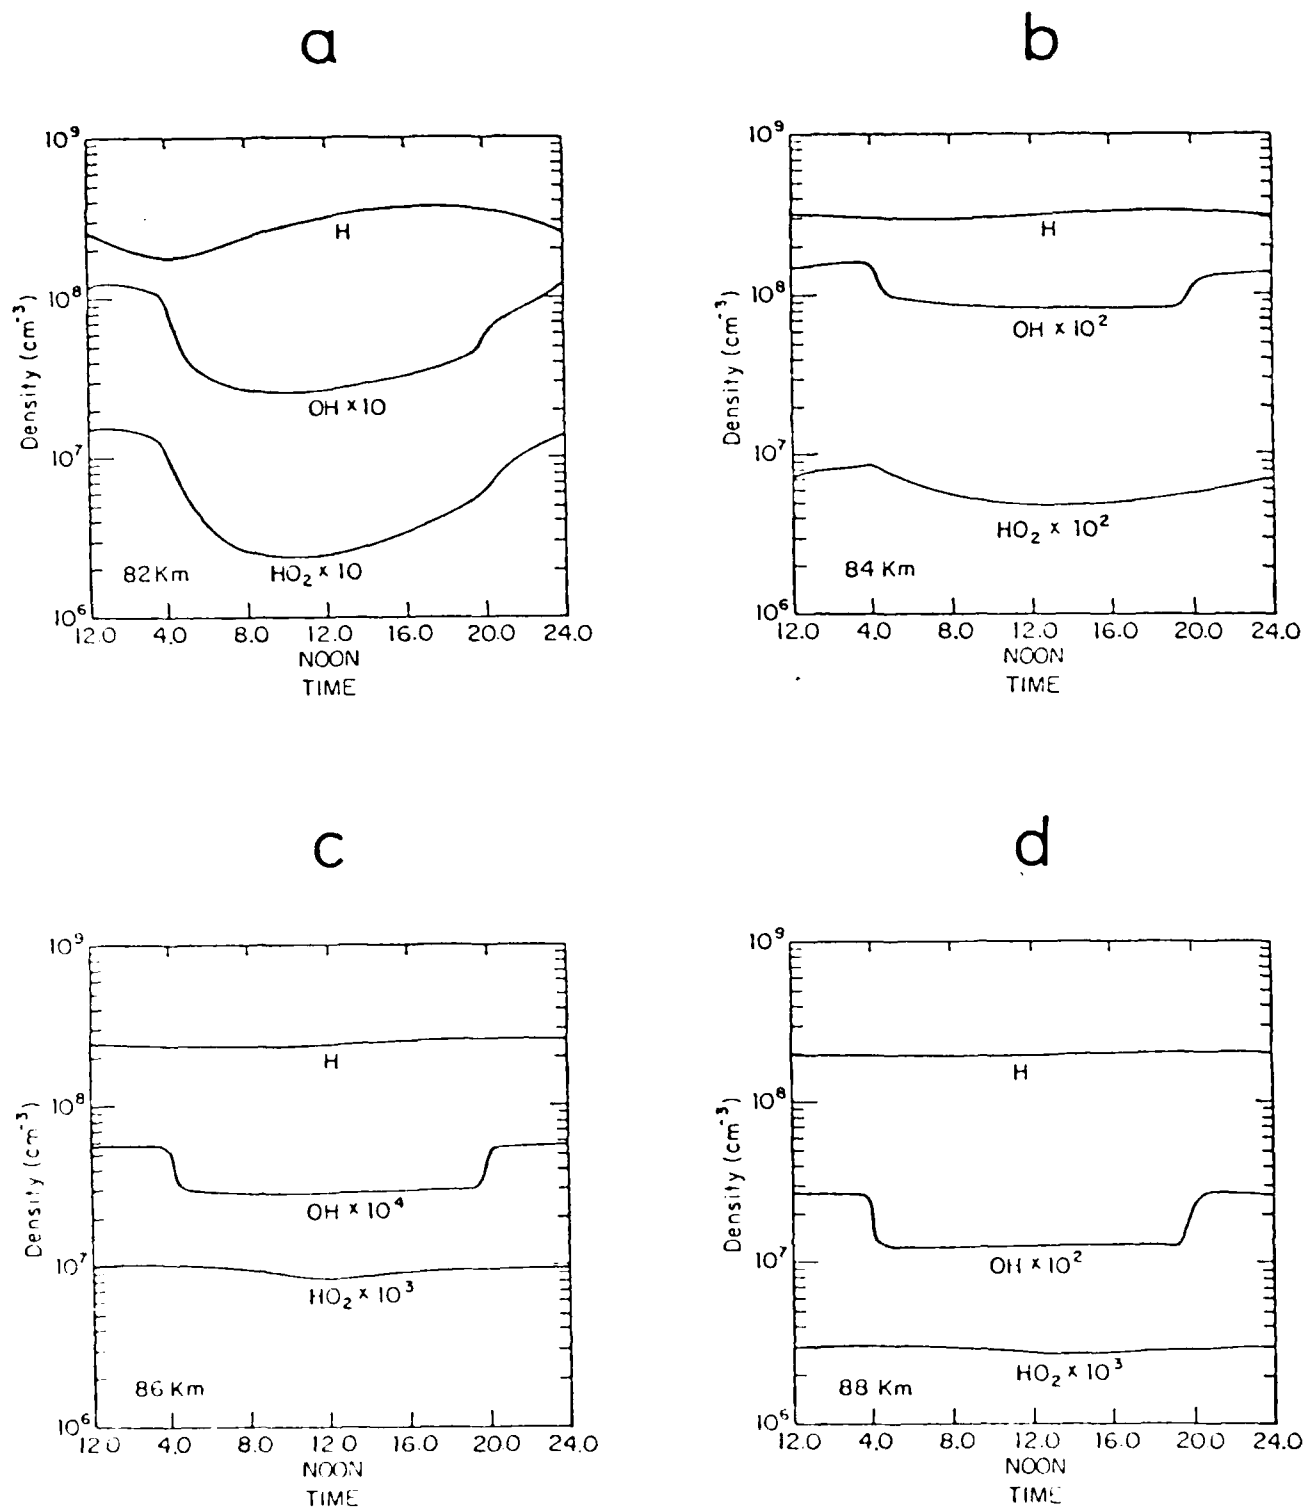 a
10⁹
H
10⁸
Density (cm⁻³)
OH × 10
10⁷
82 Km
HO₂ × 10
10⁶
12.0 4.0 8.0 12.0 16.0 20.0 24.0
NOON
TIME
b
10⁹
H
10⁸
Density (cm⁻³)
OH × 10²
10⁷
HO₂ × 10²
84 Km
10⁶
12.0 4.0 8.0 12.0 16.0 20.0 24.0
NOON
TIME
c
10⁹
H
10⁸
Density (cm⁻³)
OH × 10⁴
10⁷
HO₂ × 10³
86 Km
10⁶
12.0 4.0 8.0 12.0 16.0 20.0 24.0
NOON
TIME
d
10⁹
H
10⁸
Density (cm⁻³)
OH × 10²
10⁷
HO₂ × 10³
88 Km
10⁶
12.0 4.0 8.0 12.0 16.0 20.0 24.0
NOON
TIME